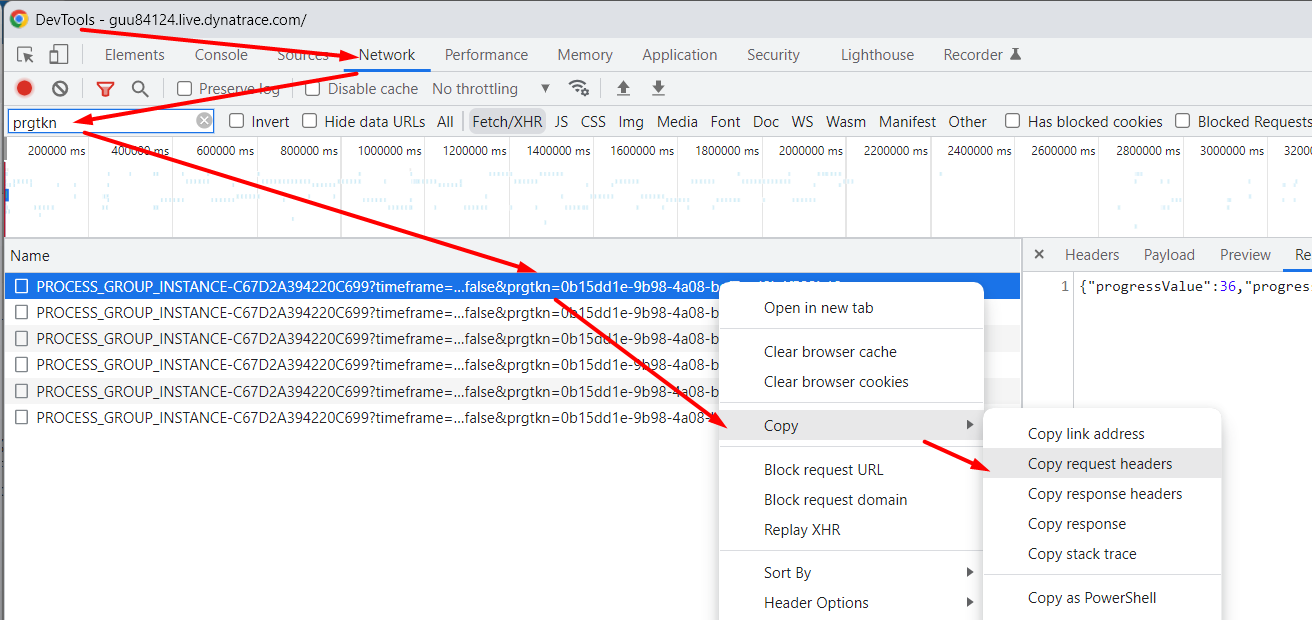 DevTools - guu84124.live.dynatrace.com/
Elements Console Sources Network Performance Memory Application Security Lighthouse Recorder
Preserve log Disable cache No throttling
prgtkn Invert Hide data URLs All Fetch/XHR JS CSS Img Media Font Doc WS Wasm Manifest Other Has blocked cookies Blocked Requests
200000 ms 400000 ms 600000 ms 800000 ms 1000000 ms 1200000 ms 1400000 ms 1600000 ms 1800000 ms 2000000 ms 2200000 ms 2400000 ms 2600000 ms 2800000 ms 3000000 ms 3200
Name
Headers Payload Preview Re
PROCESS_GROUP_INSTANCE-C67D2A394220C699?timeframe=...false&prgtkn=0b15dd1e-9b98-4a08-b
1 {"progressValue":36,"progres
PROCESS_GROUP_INSTANCE-C67D2A394220C699?timeframe=...false&prgtkn=0b15dd1e-9b98-4a08-b
PROCESS_GROUP_INSTANCE-C67D2A394220C699?timeframe=...false&prgtkn=0b15dd1e-9b98-4a08-b
PROCESS_GROUP_INSTANCE-C67D2A394220C699?timeframe=...false&prgtkn=0b15dd1e-9b98-4a08-b
PROCESS_GROUP_INSTANCE-C67D2A394220C699?timeframe=...false&prgtkn=0b15dd1e-9b98-4a08-b
PROCESS_GROUP_INSTANCE-C67D2A394220C699?timeframe=...false&prgtkn=0b15dd1e-9b98-4a08-
Open in new tab
Clear browser cache
Clear browser cookies
Copy
Block request URL
Block request domain
Replay XHR
Sort By
Header Options
Copy link address
Copy request headers
Copy response headers
Copy response
Copy stack trace
Copy as PowerShell